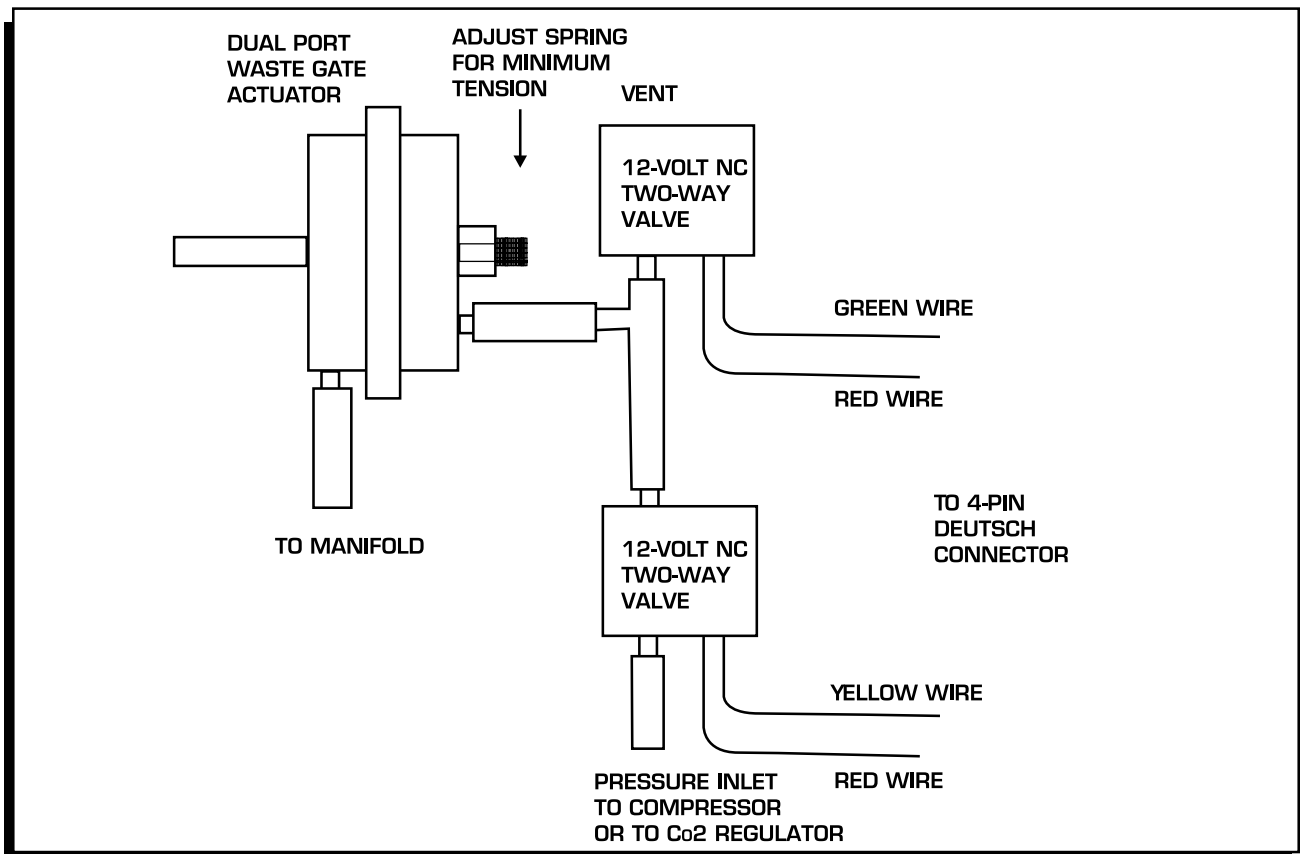 DUAL PORT
WASTE GATE
ACTUATOR
ADJUST SPRING
FOR MINIMUM
TENSION
VENT
12-VOLT NC
TWO-WAY
VALVE
GREEN WIRE
RED WIRE
TO MANIFOLD
TO 4-PIN
DEUTSCH
CONNECTOR
12-VOLT NC
TWO-WAY
VALVE
YELLOW WIRE
RED WIRE
PRESSURE INLET
TO COMPRESSOR
OR TO Co2 REGULATOR